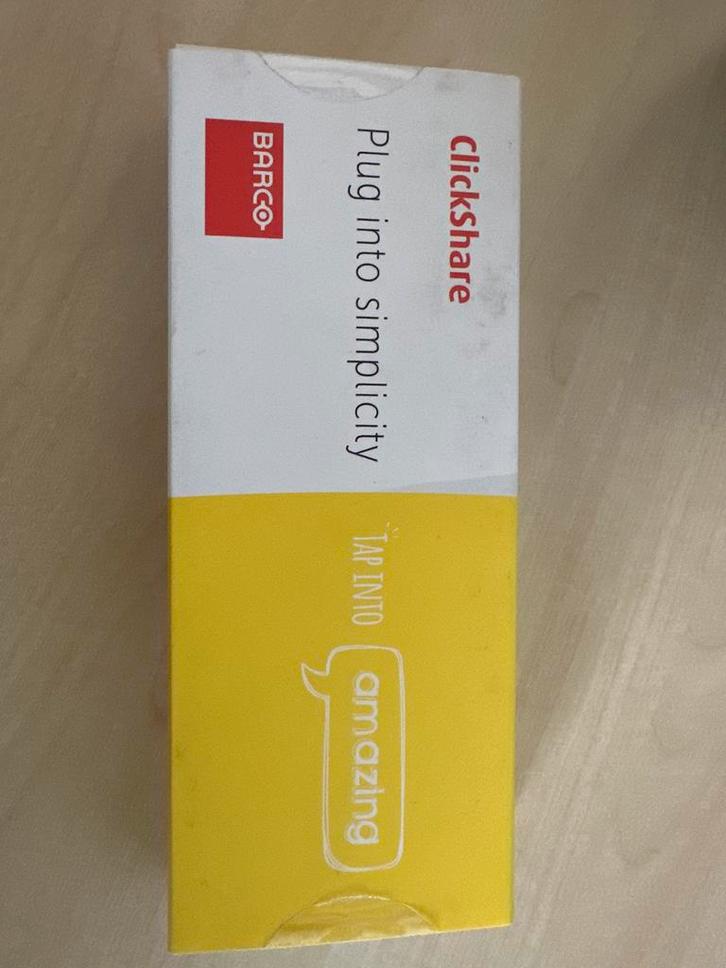 ClickShare
Plug into simplicity
BARCO
TAP INTO
amazing